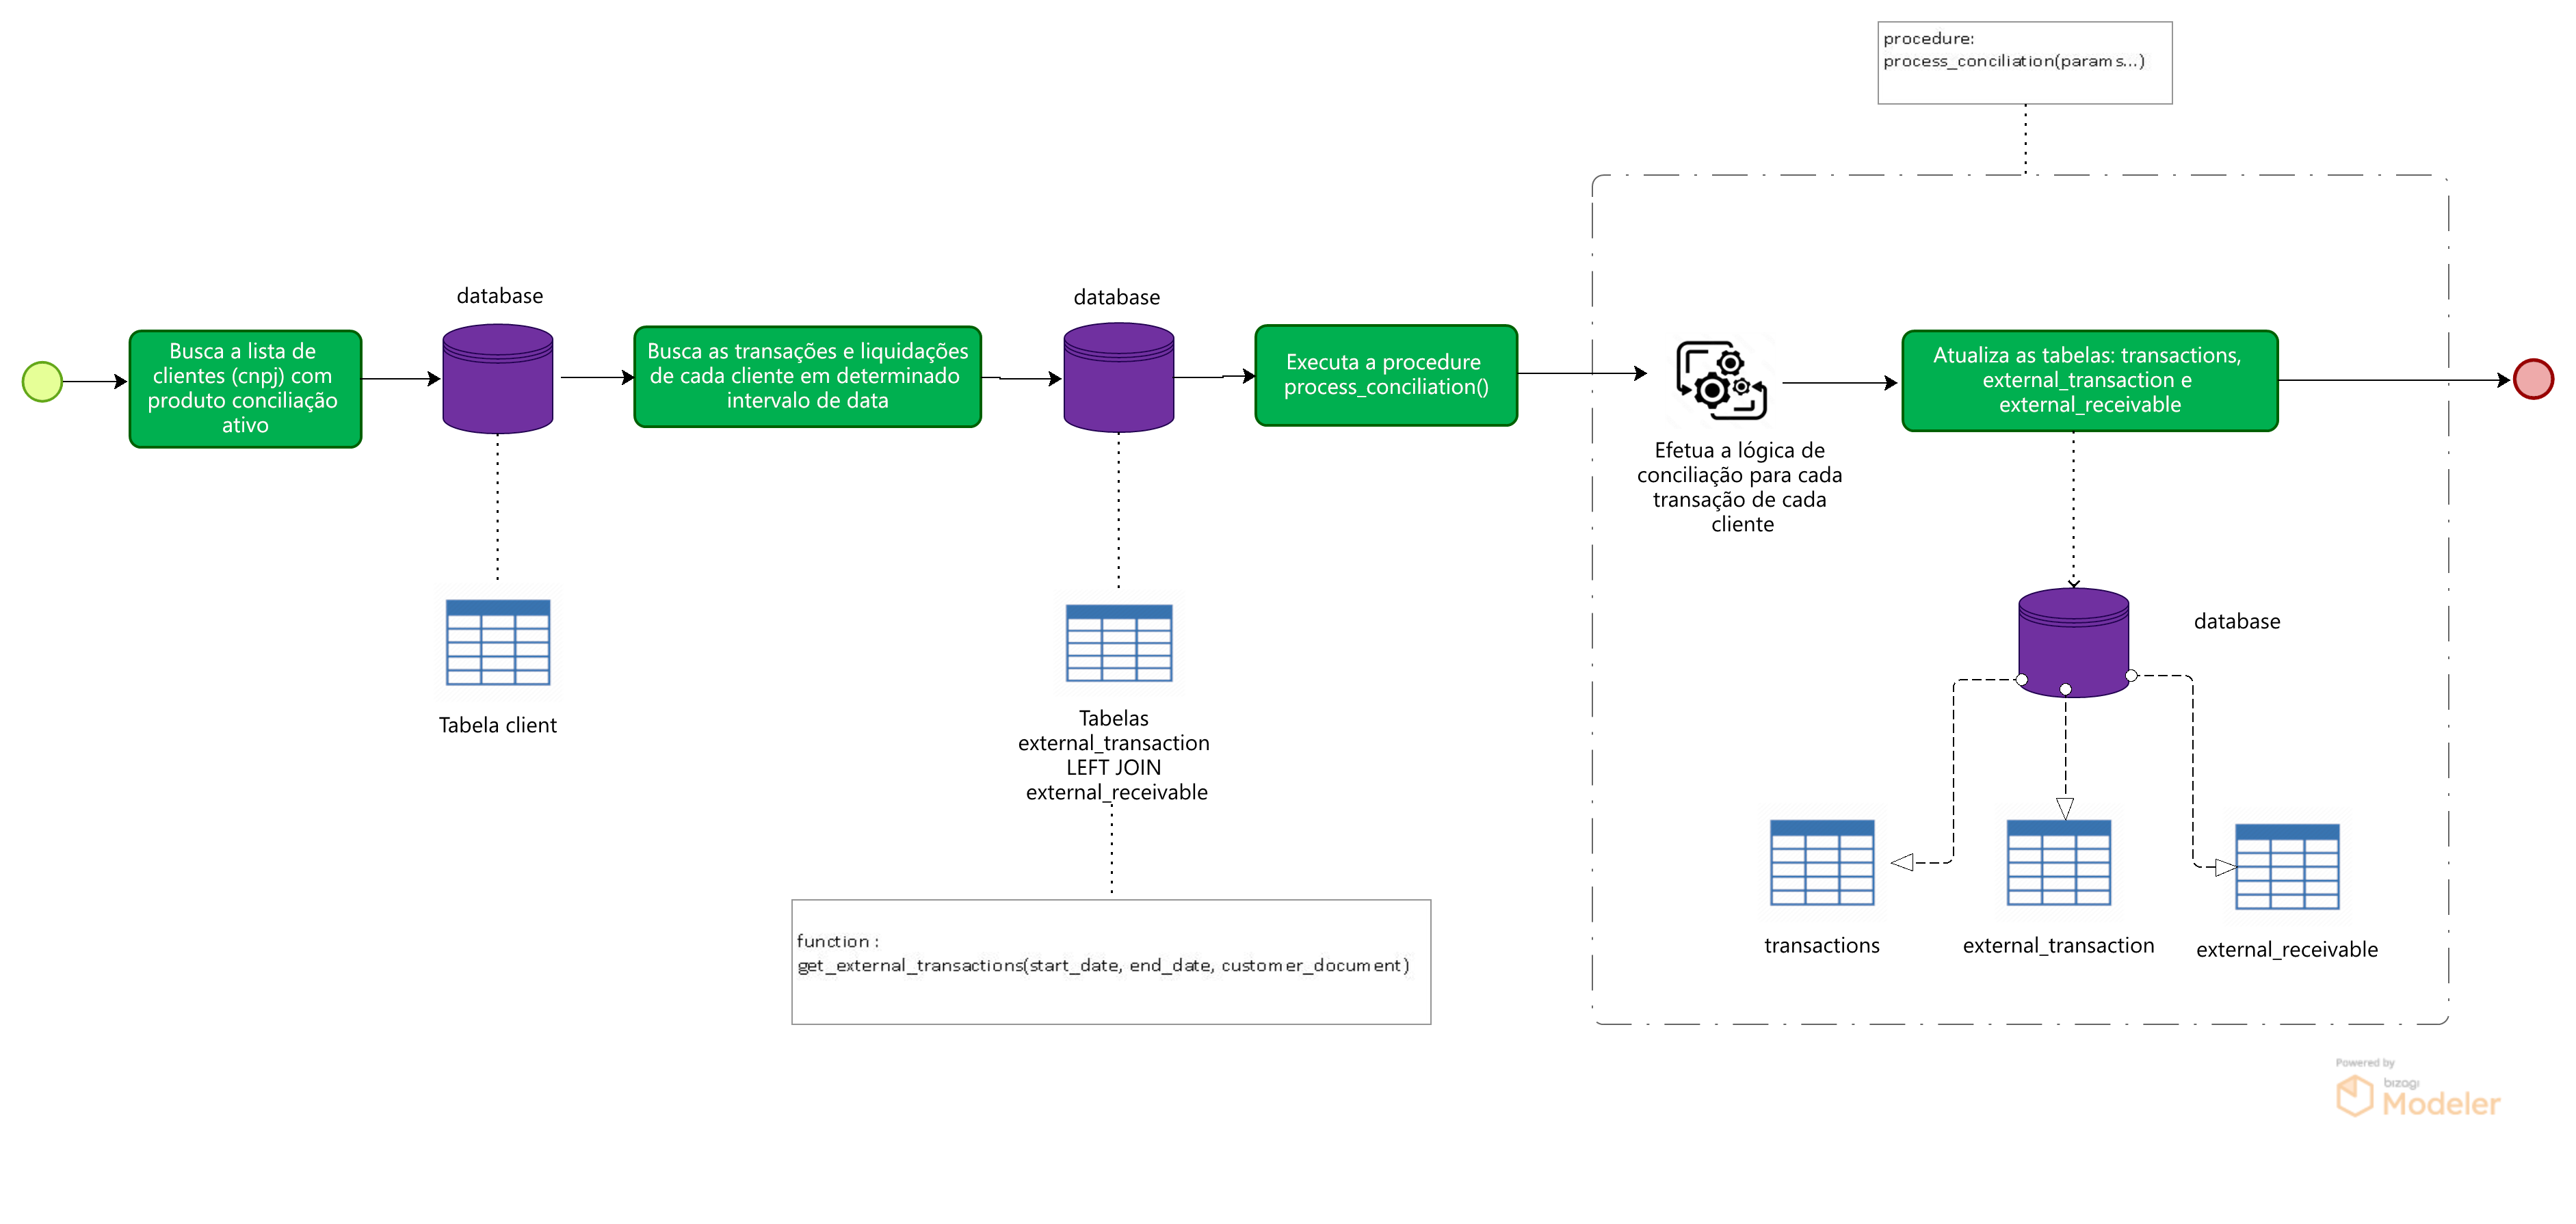 procedure:
process_conciliation(params...)
database
database
Busca a lista de
clientes (cnpj) com
produto conciliação
ativo
Busca as transações e liquidações
de cada cliente em determinado
intervalo de data
Executa a procedure
process_conciliation()
Atualiza as tabelas: transactions,
external_transaction e
external_receivable
Efetua a lógica de
conciliação para cada
transação de cada
cliente
database
Tabela client
Tabelas
external_transaction
LEFT JOIN
external_receivable
function :
get_external_transactions(start_date, end_date, customer_document)
transactions
external_transaction
external_receivable
Powered by
bizagi
Modeler